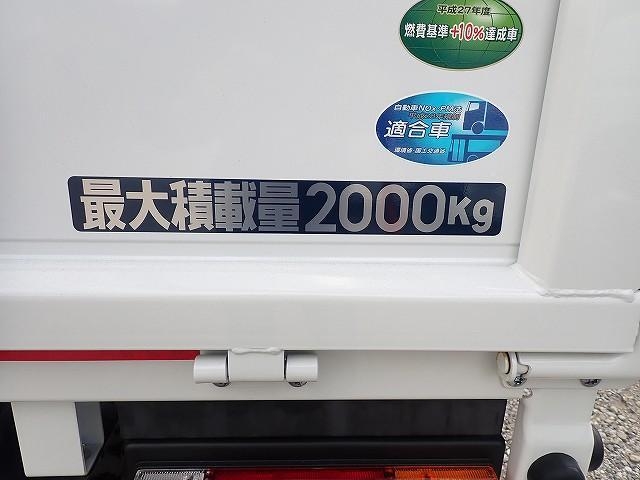 平成27年度
燃費基準+10%達成車
自動車NOx・PM法
適合車
環境省・国土交通省
最大積載量2000Kg